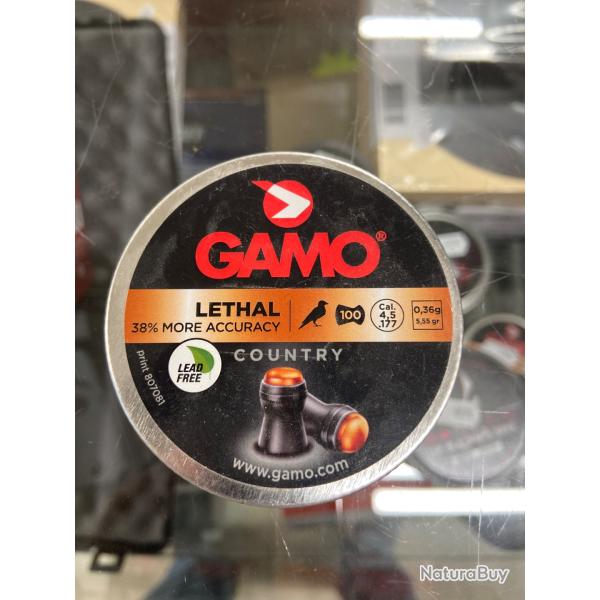 GAMO®
LETHAL
38% MORE ACCURACY
100
Cal.
4,5
.177
0,36g
5,55 gr
COUNTRY
LEAD
FREE
print 807081
www.gamo.com
NaturaBuy